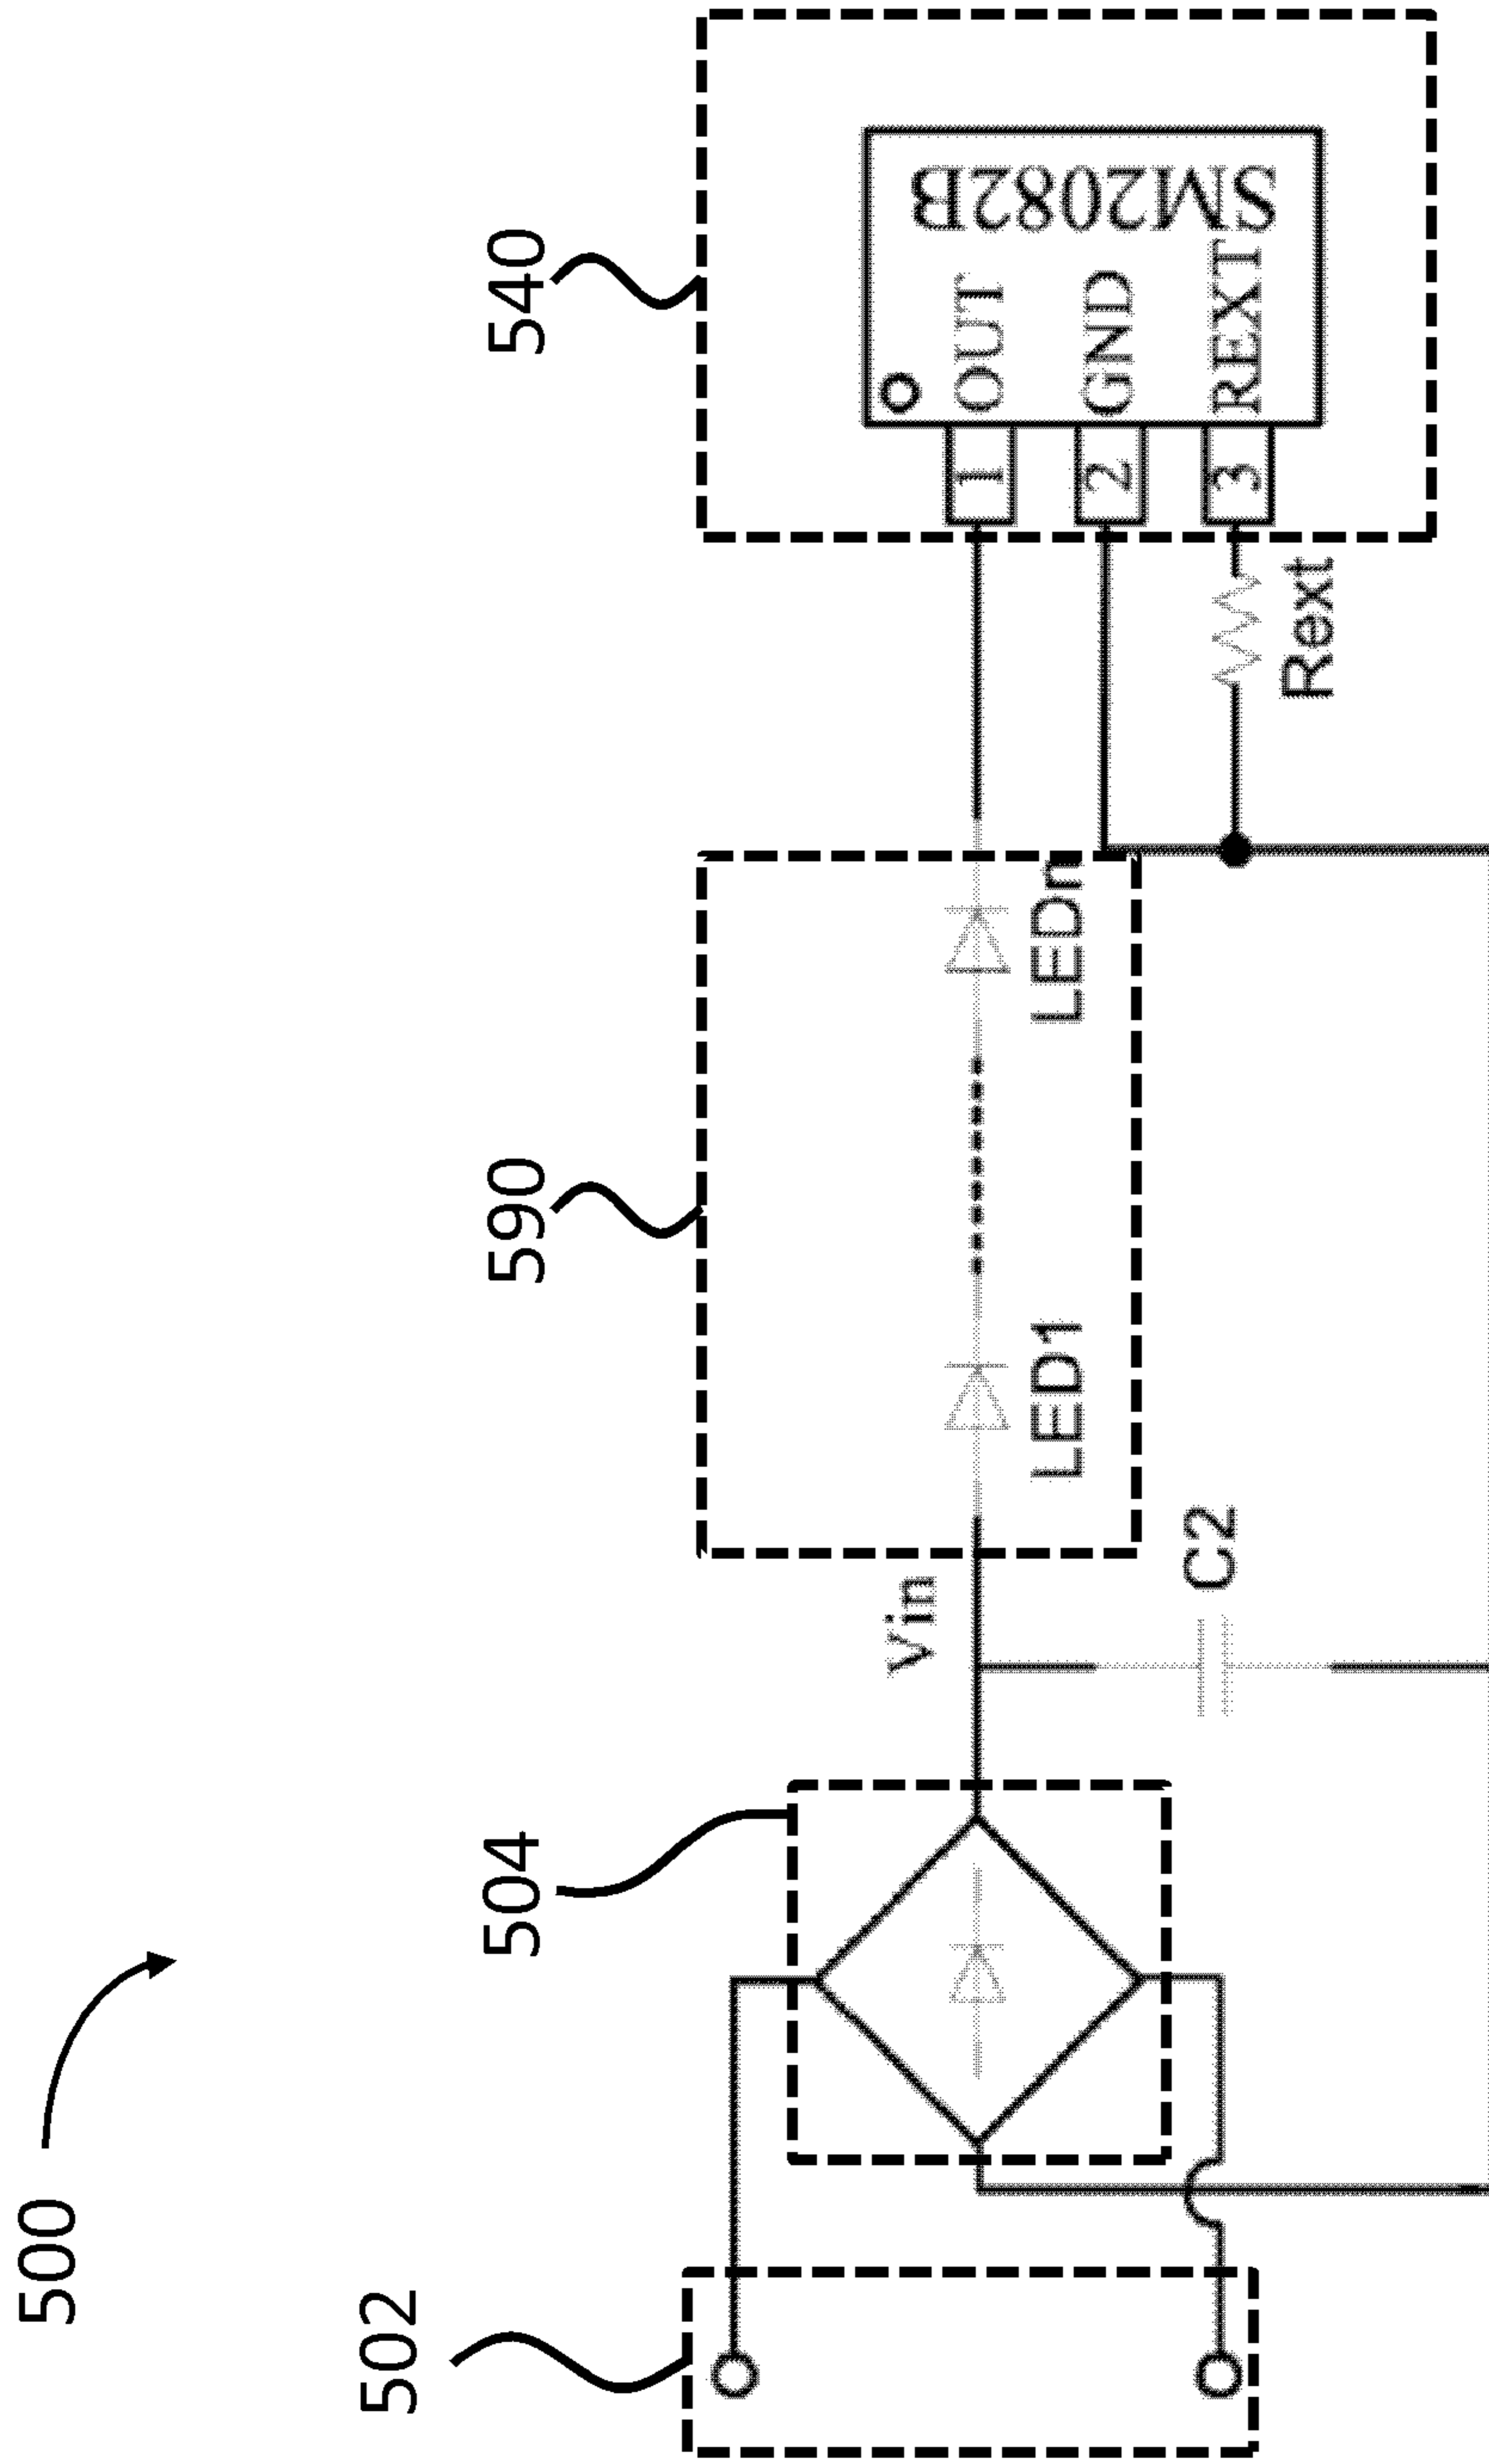 500
502
504
590
540
Vin
C2
LED1
LEDn
Rext
1
2
3
OUT
GND
REXT
SM2082B